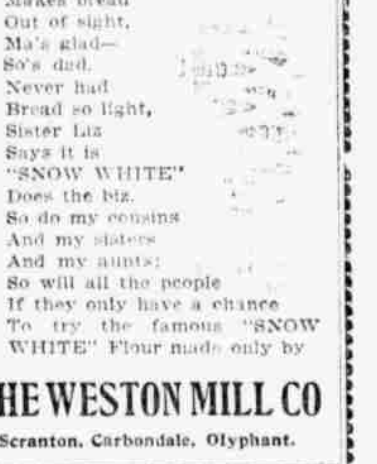 Makes bread
Out of sight,
Ma's glad—
So's dad.
Never had
Bread so light,
Sister Liz
Says it is
"SNOW WHITE"
Does the biz.
So do my cousins
And my sisters
And my aunts;
So will all the people
If they only have a chance
To try the famous "SNOW
WHITE" Flour made only by
HE WESTON MILL CO
Scranton, Carbondale, Olyphant.